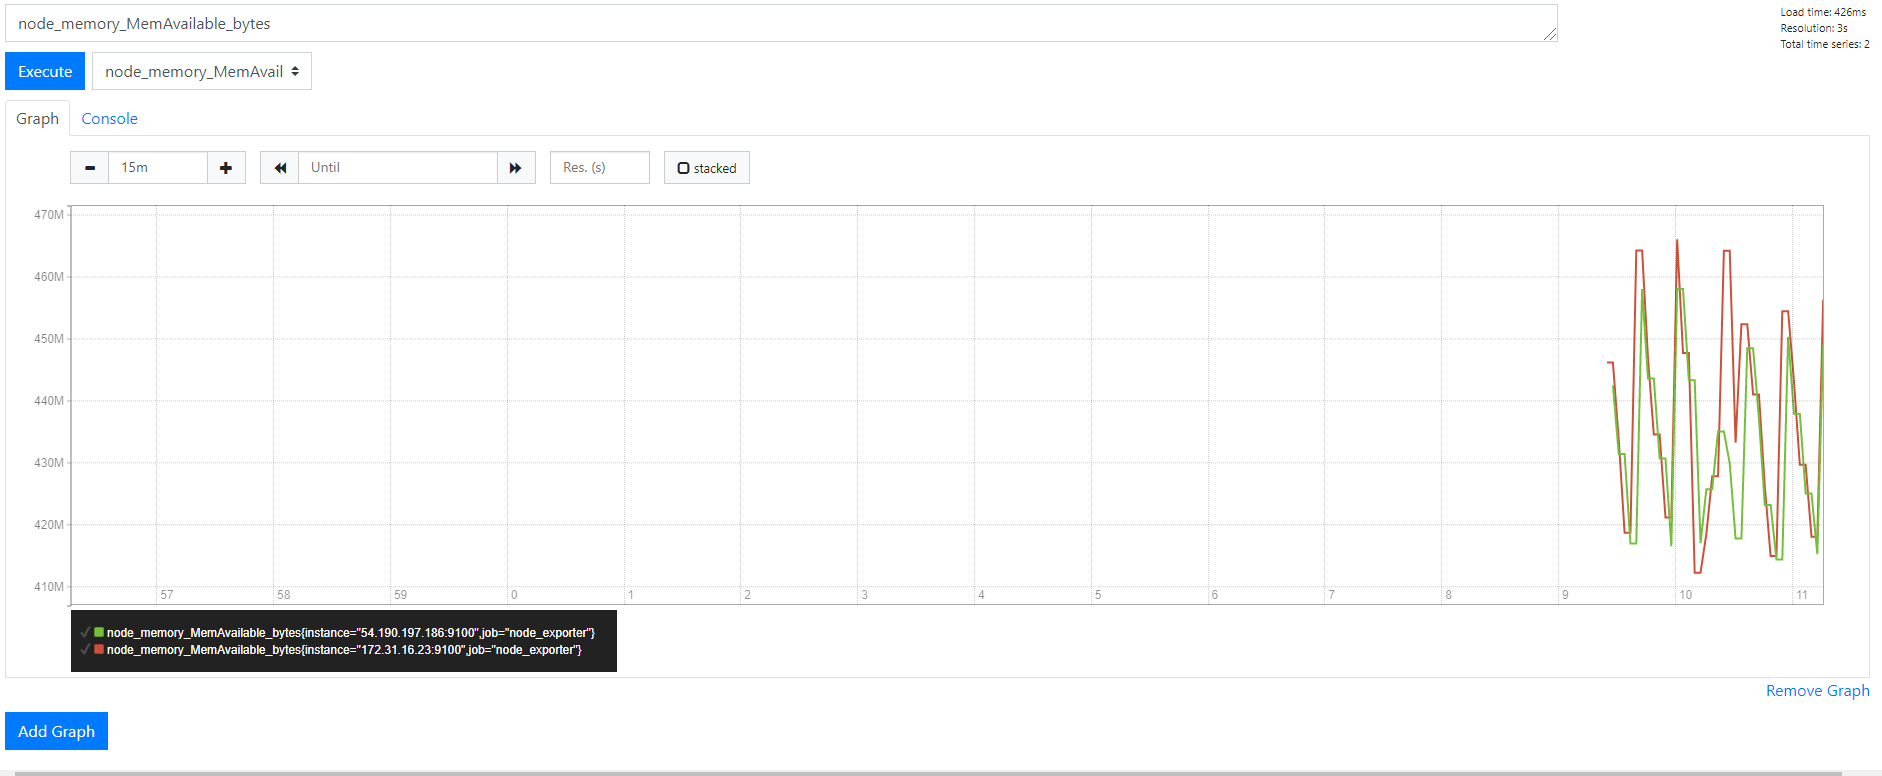 node_memory_MemAvailable_bytes
Load time: 426ms
Resolution: 3s
Total time series: 2
Execute
node_memory_MemAvail
Graph
Console
15m
Until
Res. (s)
stacked
470M
460M
450M
440M
430M
420M
410M
57
58
59
0
1
2
3
4
5
6
7
8
9
10
11
node_memory_MemAvailable_bytes{instance="54.190.197.186:9100",job="node_exporter"}
node_memory_MemAvailable_bytes{instance="172.31.16.23:9100",job="node_exporter"}
Remove Graph
Add Graph